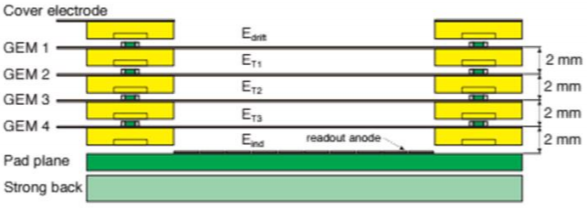 Cover electrode
E_drift
GEM 1
E_T1
2 mm
GEM 2
E_T2
2 mm
GEM 3
E_T3
2 mm
GEM 4
E_ind
readout anode
2 mm
Pad plane
Strong back